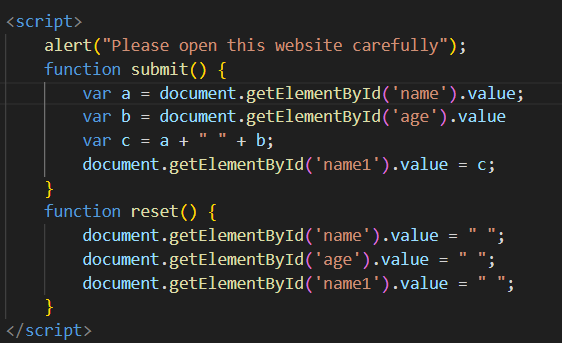 <script>
alert("Please open this website carefully");
function submit() {
var a = document.getElementById('name').value;
var b = document.getElementById('age').value
var c = a + " " + b;
document.getElementById('name1').value = c;
}
function reset() {
document.getElementById('name').value = " ";
document.getElementById('age').value = " ";
document.getElementById('name1').value = " ";
}
</script>